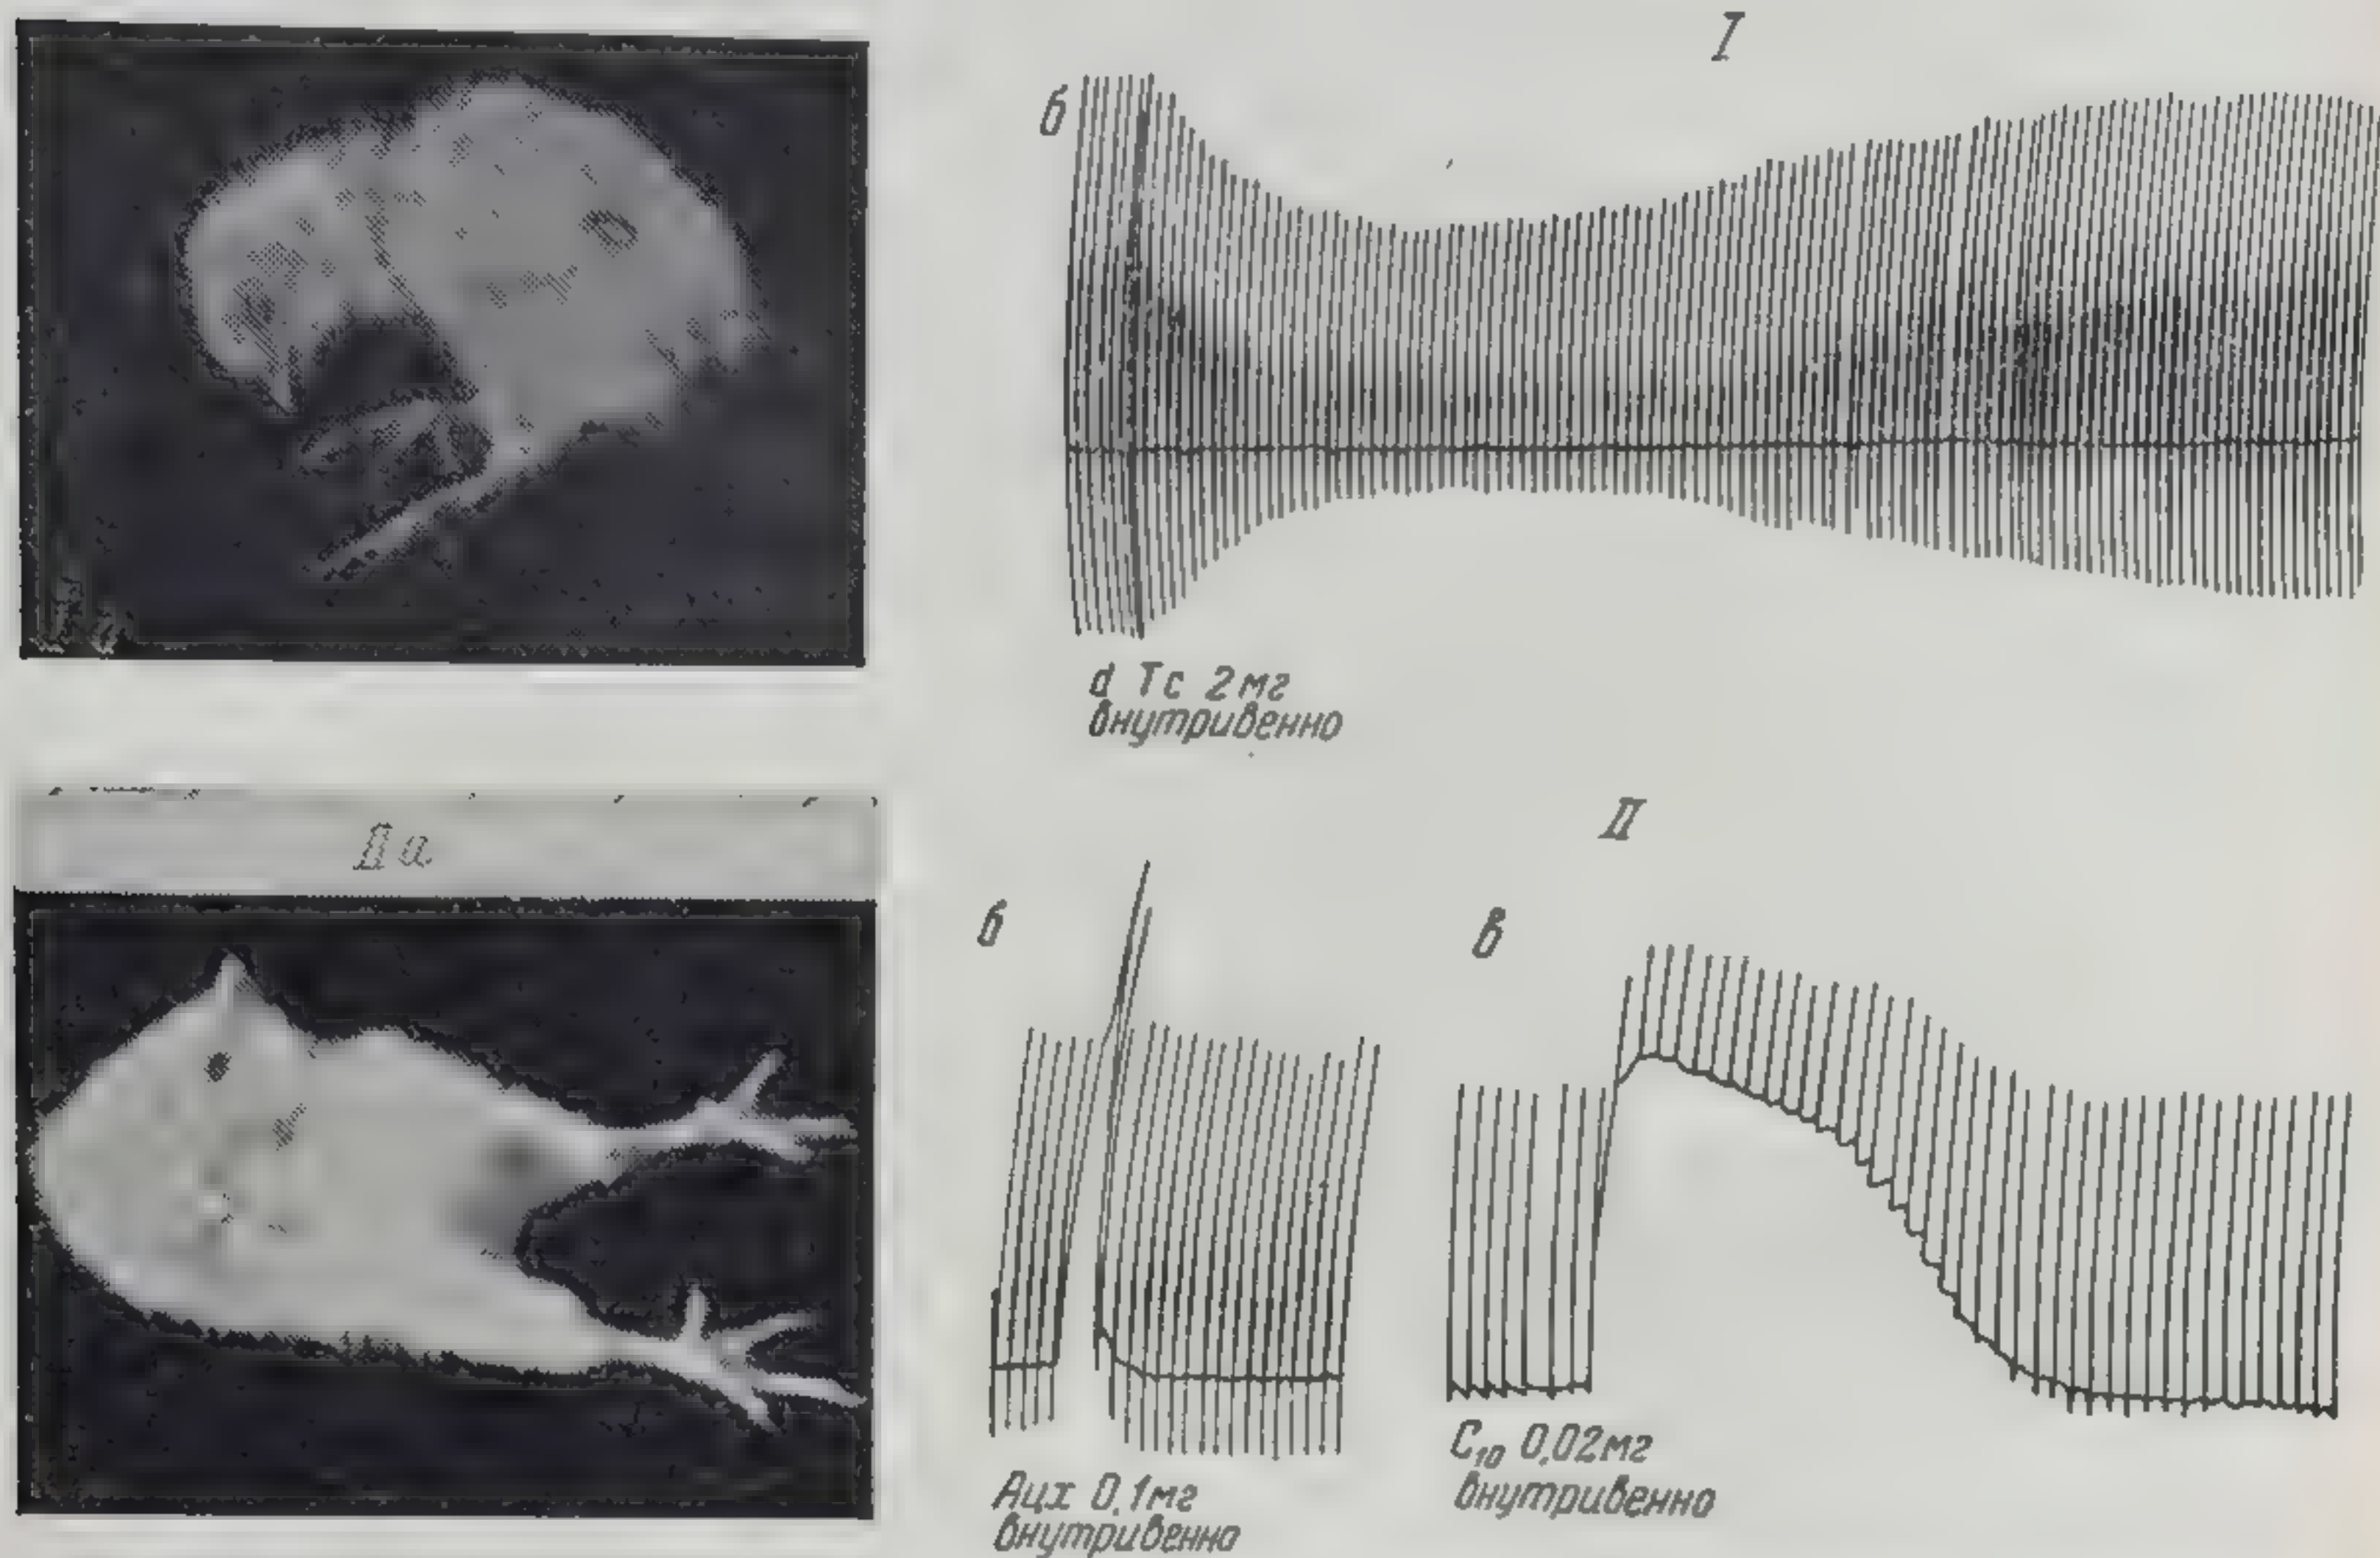 I
б
d Tc 2мг
внутривенно
II a
II
б
в
Ацх 0,1мг
внутривенно
C₁₀ 0,02мг
внутривенно